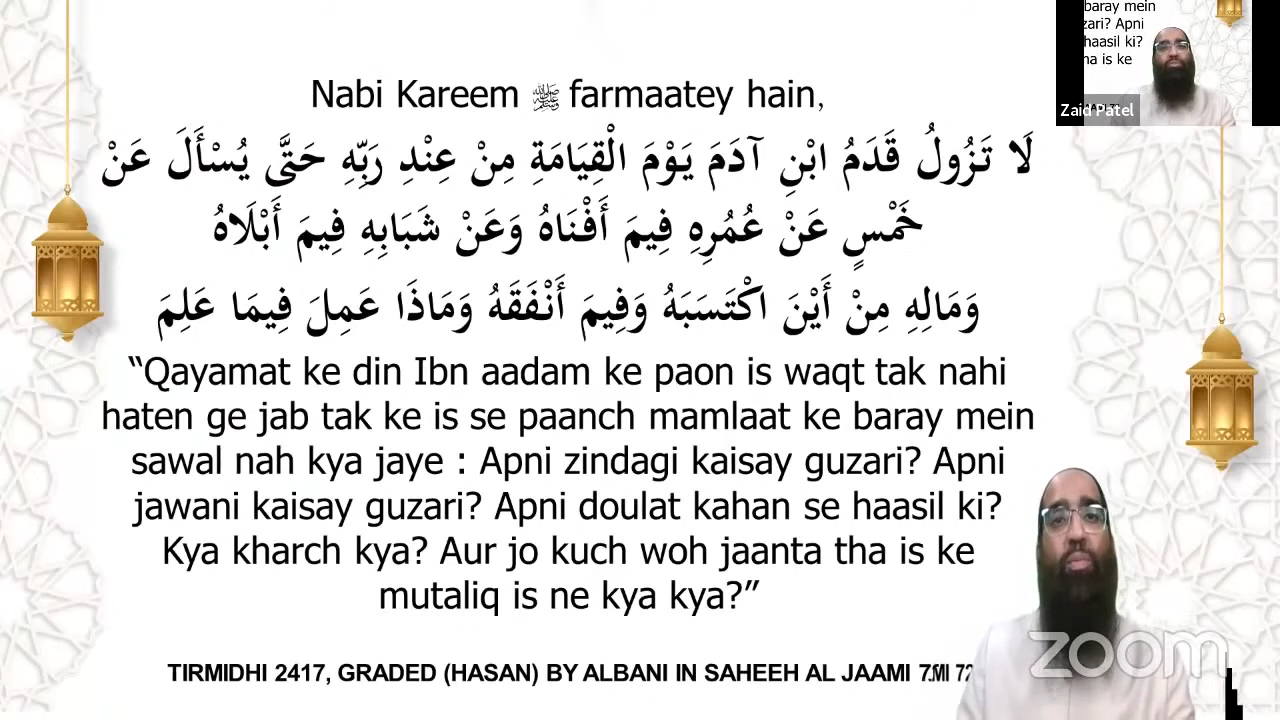 Nabi Kareem ﷺ farmaatey hain,
لَا تَزُولُ قَدَمُ ابْنِ آدَمَ يَوْمَ الْقِيَامَةِ مِنْ عِنْدِ رَبِّهِ حَتَّى يُسْأَلَ عَنْ
خَمْسٍ عَنْ عُمُرِهِ فِيمَ أَفْنَاهُ وَعَنْ شَبَابِهِ فِيمَ أَبْلَاهُ
وَمَالِهِ مِنْ أَيْنَ اكْتَسَبَهُ وَفِيمَ أَنْفَقَهُ وَمَاذَا عَمِلَ فِيمَا عَلِمَ
“Qayamat ke din Ibn aadam ke paon is waqt tak nahi
haten ge jab tak ke is se paanch mamlaat ke baray mein
sawal nah kya jaye : Apni zindagi kaisay guzari? Apni
jawani kaisay guzari? Apni doulat kahan se haasil ki?
Kya kharch kya? Aur jo kuch woh jaanta tha is ke
mutaliq is ne kya kya?”
TIRMIDHI 2417, GRADED (HASAN) BY ALBANI IN SAHEEH AL JAAMI
baray mein
zari? Apni
haasil ki?
ha is ke
Zaid Patel
zoom